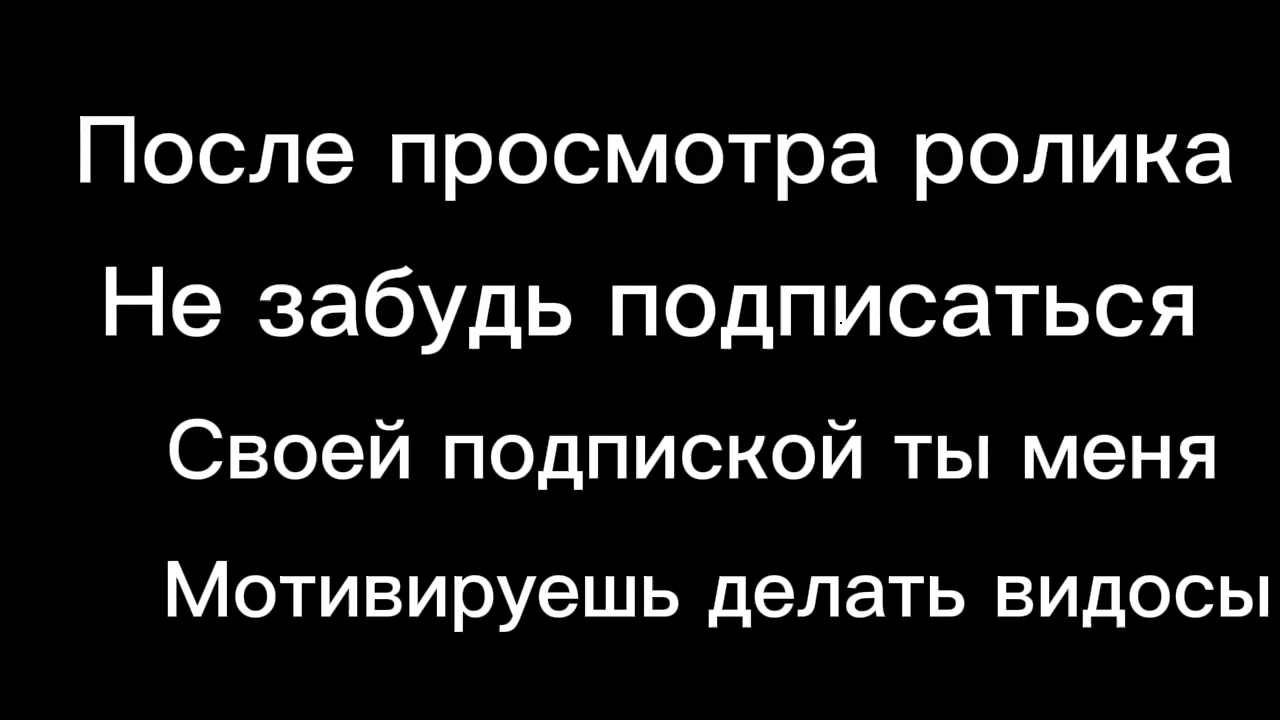 После просмотра ролика
Не забудь подписаться
Своей подпиской ты меня
Мотивируешь делать видосы